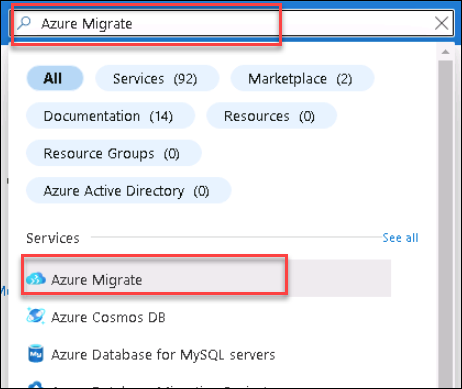 Azure Migrate
All Services (92) Marketplace (2)
Documentation (14) Resources (0)
Resource Groups (0)
Azure Active Directory (0)
Services See all
Azure Migrate
Azure Cosmos DB
My
Azure Database for MySQL servers